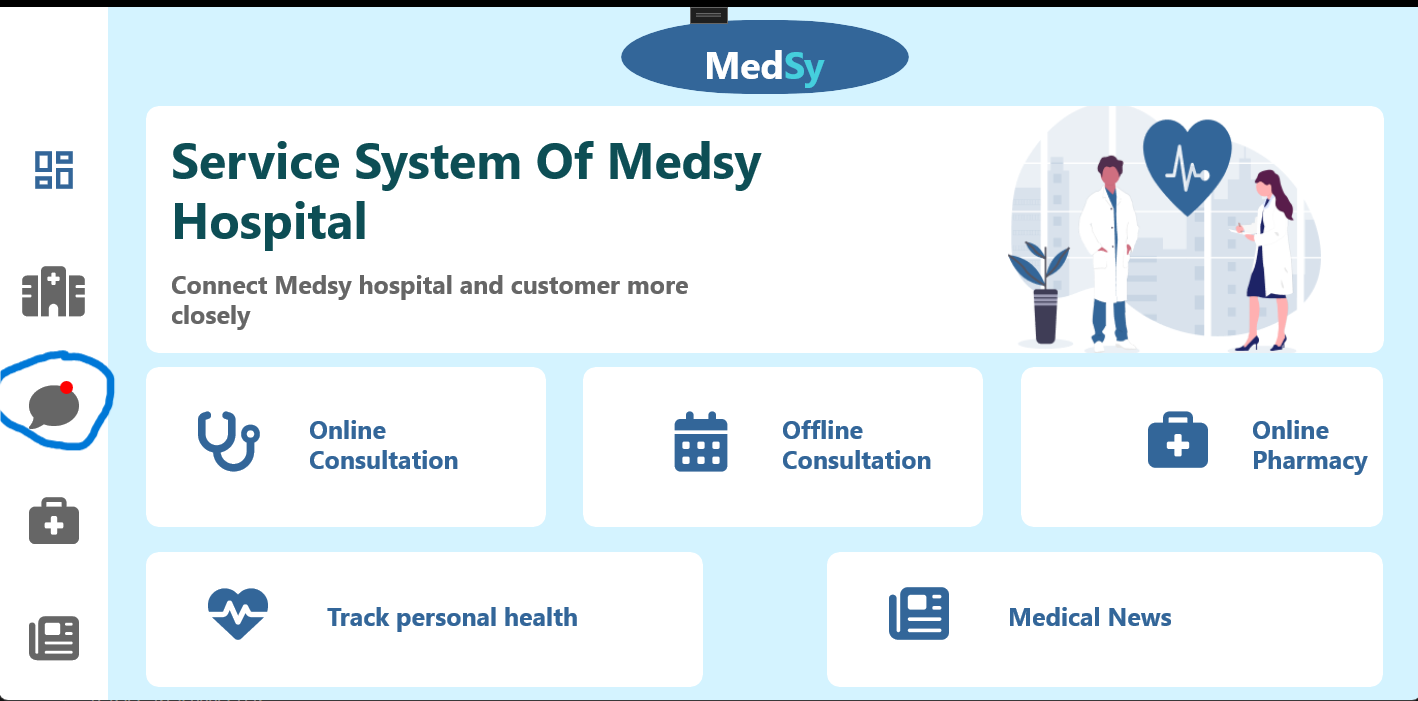 MedSy
Service System Of Medsy
Hospital
Connect Medsy hospital and customer more
closely
Online
Consultation
Offline
Consultation
Online
Pharmacy
Track personal health
Medical News